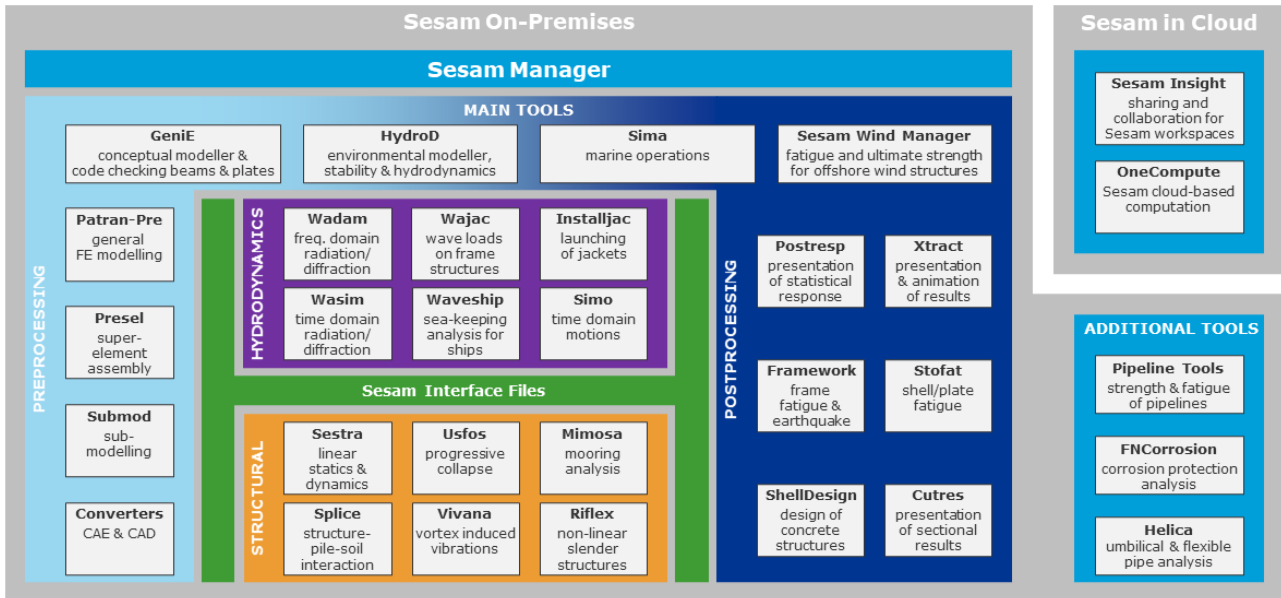 Sesam On-Premises
Sesam Manager
MAIN TOOLS
GeniE
conceptual modeller &
code checking beams & plates
HydroD
environmental modeller,
stability & hydrodynamics
Sima
marine operations
Sesam Wind Manager
fatigue and ultimate strength
for offshore wind structures
PREPROCESSING
Patran-Pre
general
FE modelling
Presel
super-
element
assembly
Submod
sub-
modelling
Converters
CAE & CAD
HYDRODYNAMICS
Wadam
freq. domain
radiation/
diffraction
Wajac
wave loads
on frame
structures
Installjac
launching
of jackets
Wasim
time domain
radiation/
diffraction
Waveship
sea-keeping
analysis for
ships
Simo
time domain
motions
Sesam Interface Files
STRUCTURAL
Sestra
linear
statics &
dynamics
Usfos
progressive
collapse
Mimosa
mooring
analysis
Splice
structure-
pile-soil
interaction
Vivana
vortex induced
vibrations
Riflex
non-linear
slender
structures
POSTPROCESSING
Postresp
presentation
of statistical
response
Xtract
presentation
& animation
of results
Framework
frame
fatigue &
earthquake
Stofat
shell/plate
fatigue
ShellDesign
design of
concrete
structures
Cutres
presentation
of sectional
results
Sesam in Cloud
Sesam Insight
sharing and
collaboration for
Sesam workspaces
OneCompute
Sesam cloud-based
computation
ADDITIONAL TOOLS
Pipeline Tools
strength & fatigue
of pipelines
FNCorrosion
corrosion protection
analysis
Helica
umbilical & flexible
pipe analysis